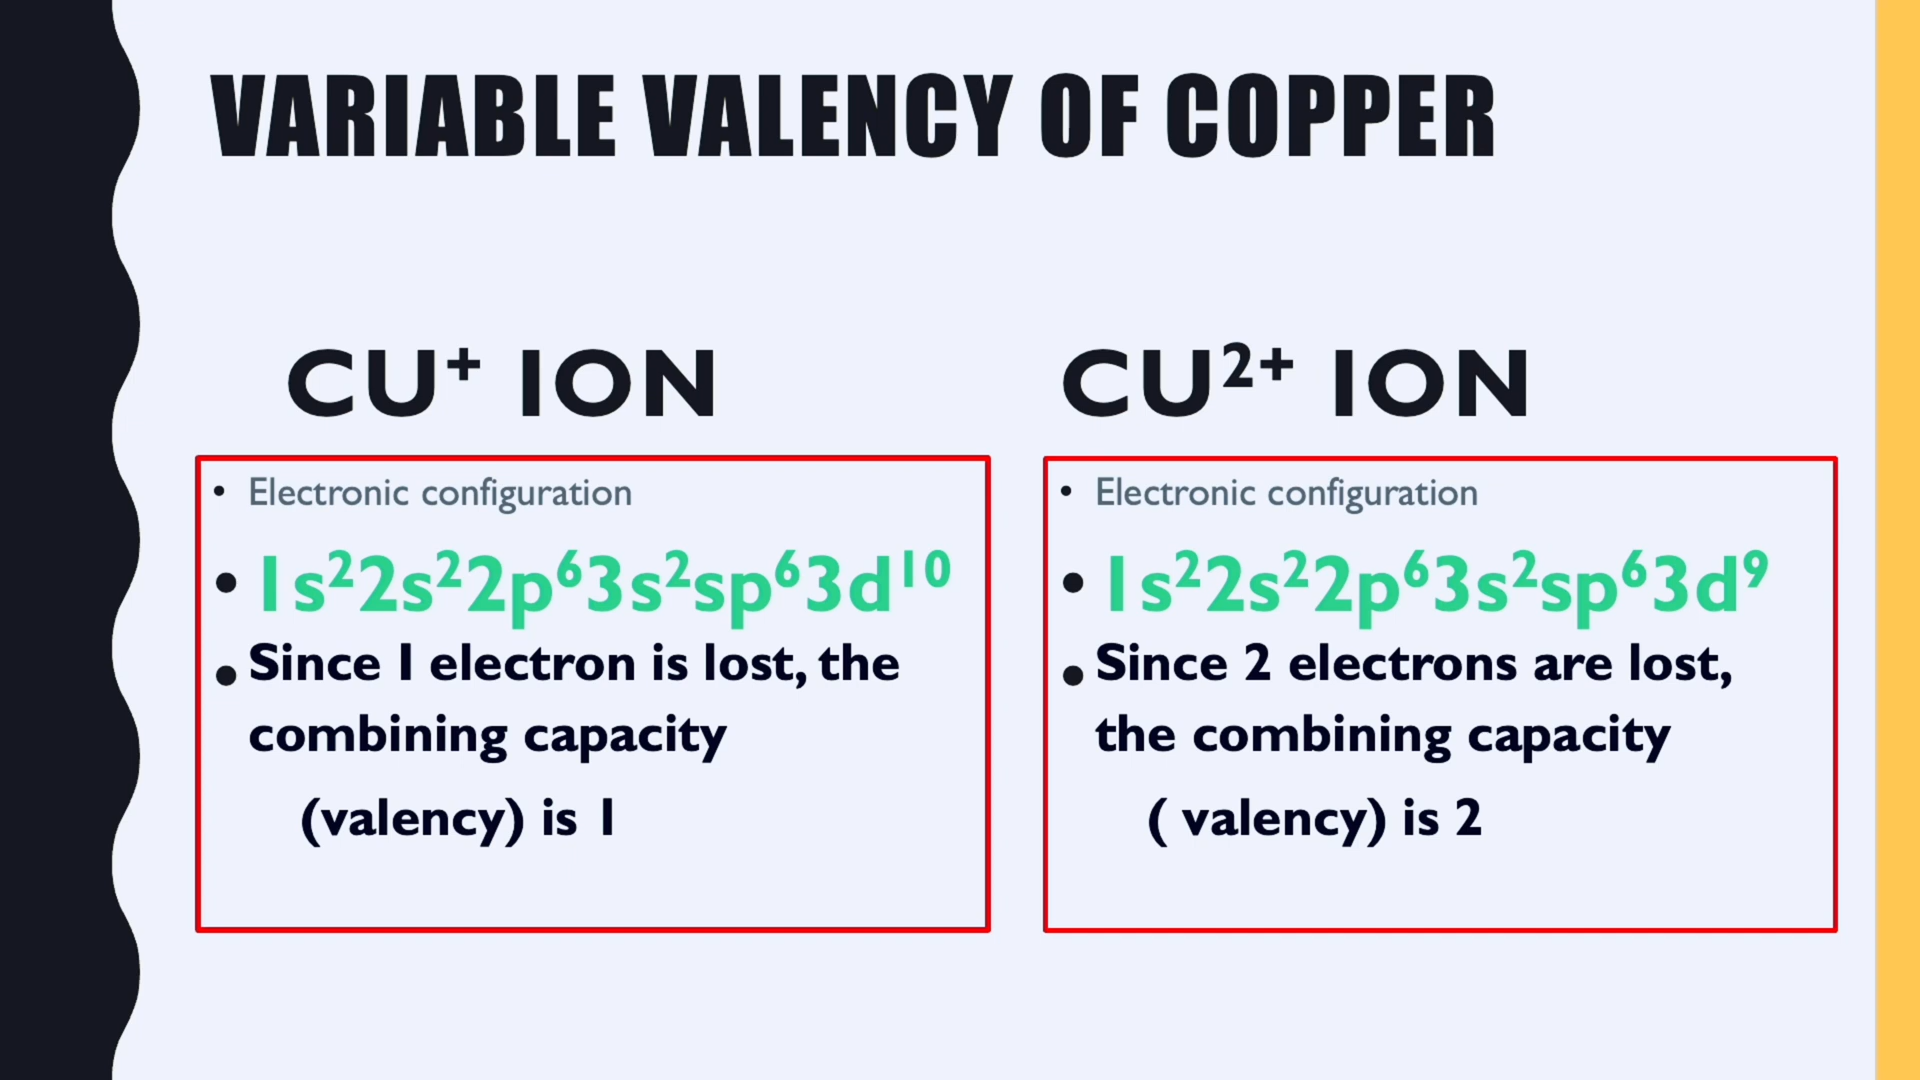 VARIABLE VALENCY OF COPPER
CU⁺ ION
• Electronic configuration
• 1s²2s²2p⁶3s²sp⁶3d¹⁰
• Since 1 electron is lost, the
combining capacity
(valency) is 1
CU²⁺ ION
• Electronic configuration
• 1s²2s²2p⁶3s²sp⁶3d⁹
• Since 2 electrons are lost,
the combining capacity
( valency) is 2